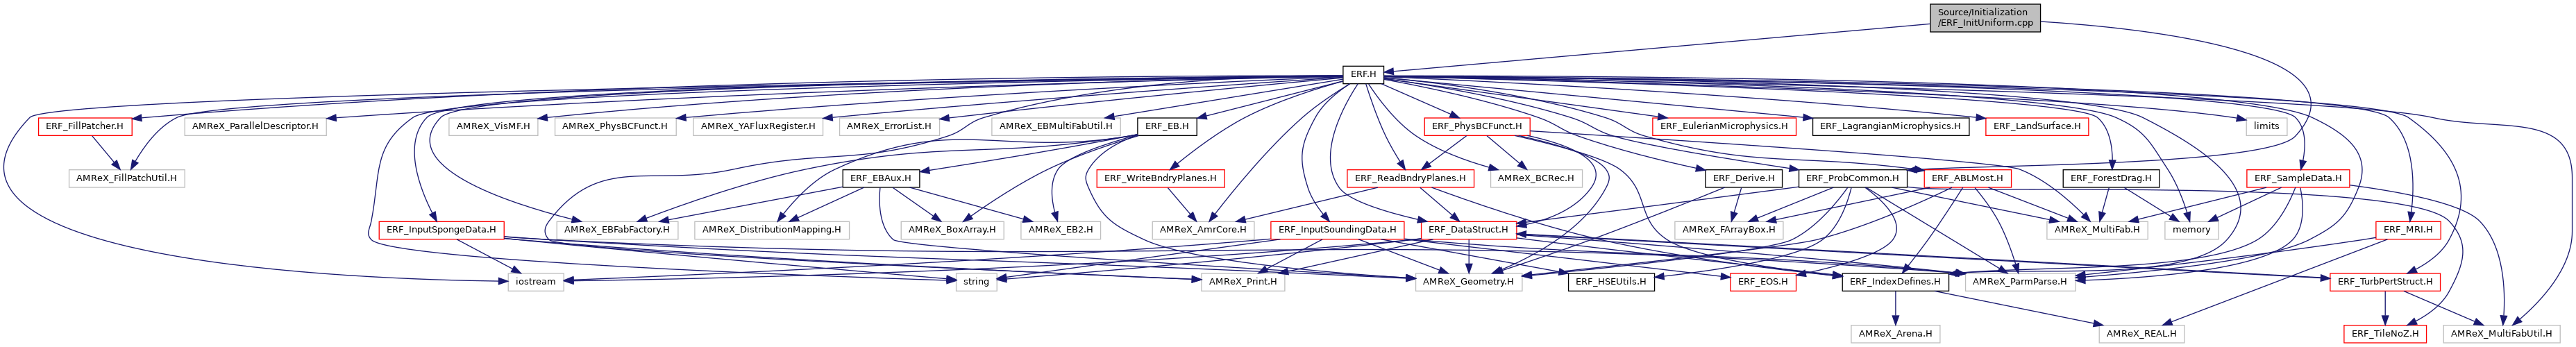 Source/Initialization
/ERF_InitUniform.cpp
ERF.H
ERF_FillPatcher.H
AMReX_ParallelDescriptor.H
AMReX_VisMF.H
AMReX_PhysBCFunct.H
AMReX_YAFluxRegister.H
AMReX_ErrorList.H
AMReX_EBMultiFabUtil.H
ERF_EB.H
ERF_PhysBCFunct.H
ERF_EulerianMicrophysics.H
ERF_LagrangianMicrophysics.H
ERF_LandSurface.H
limits
AMReX_FillPatchUtil.H
ERF_EBAux.H
ERF_WriteBndryPlanes.H
ERF_ReadBndryPlanes.H
AMReX_BCRec.H
ERF_Derive.H
ERF_ProbCommon.H
ERF_ABLMost.H
ERF_ForestDrag.H
ERF_SampleData.H
ERF_InputSpongeData.H
AMReX_EBFabFactory.H
AMReX_DistributionMapping.H
AMReX_BoxArray.H
AMReX_EB2.H
AMReX_AmrCore.H
ERF_InputSoundingData.H
ERF_DataStruct.H
AMReX_FArrayBox.H
AMReX_MultiFab.H
memory
ERF_MRI.H
iostream
string
AMReX_Print.H
AMReX_Geometry.H
ERF_HSEUtils.H
ERF_EOS.H
ERF_IndexDefines.H
AMReX_ParmParse.H
ERF_TurbPertStruct.H
AMReX_Arena.H
AMReX_REAL.H
ERF_TileNoZ.H
AMReX_MultiFabUtil.H